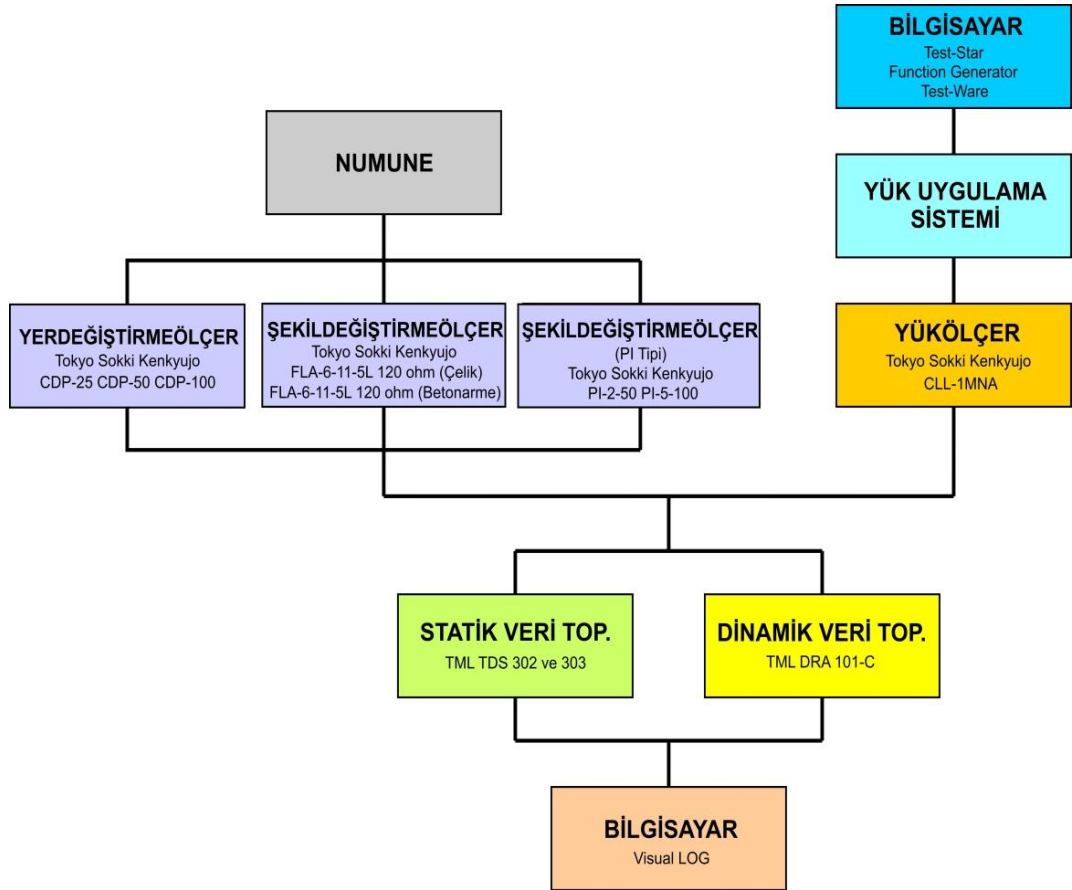 BİLGİSAYAR
Test-Star
Function Generator
Test-Ware
NUMUNE
YÜK UYGULAMA
SİSTEMİ
YERDEĞİŞTİRMEÖLÇER
Tokyo Sokki Kenkyujo
CDP-25 CDP-50 CDP-100
ŞEKİLDEĞİŞTİRMEÖLÇER
Tokyo Sokki Kenkyujo
FLA-6-11-5L 120 ohm (Çelik)
FLA-6-11-5L 120 ohm (Betonarme)
ŞEKİLDEĞİŞTİRMEÖLÇER
(PI Tipi)
Tokyo Sokki Kenkyujo
PI-2-50 PI-5-100
YÜKÖLÇER
Tokyo Sokki Kenkyujo
CLL-1MNA
STATİK VERİ TOP.
TML TDS 302 ve 303
DİNAMİK VERİ TOP.
TML DRA 101-C
BİLGİSAYAR
Visual LOG